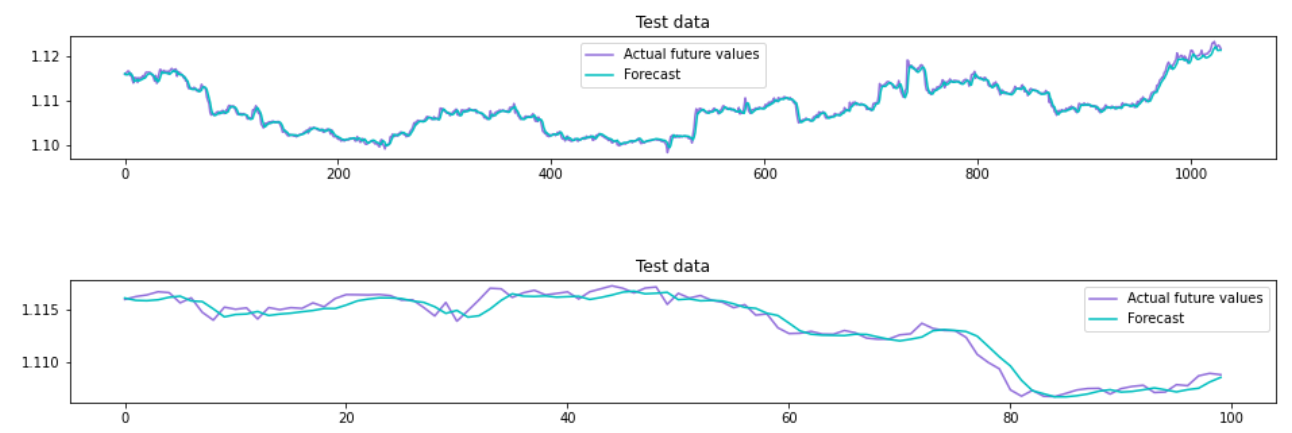 Test data
Actual future values
Forecast
1.12
1.11
1.10
0 200 400 600 800 1000
Test data
Actual future values
Forecast
1.115
1.110
0 20 40 60 80 100